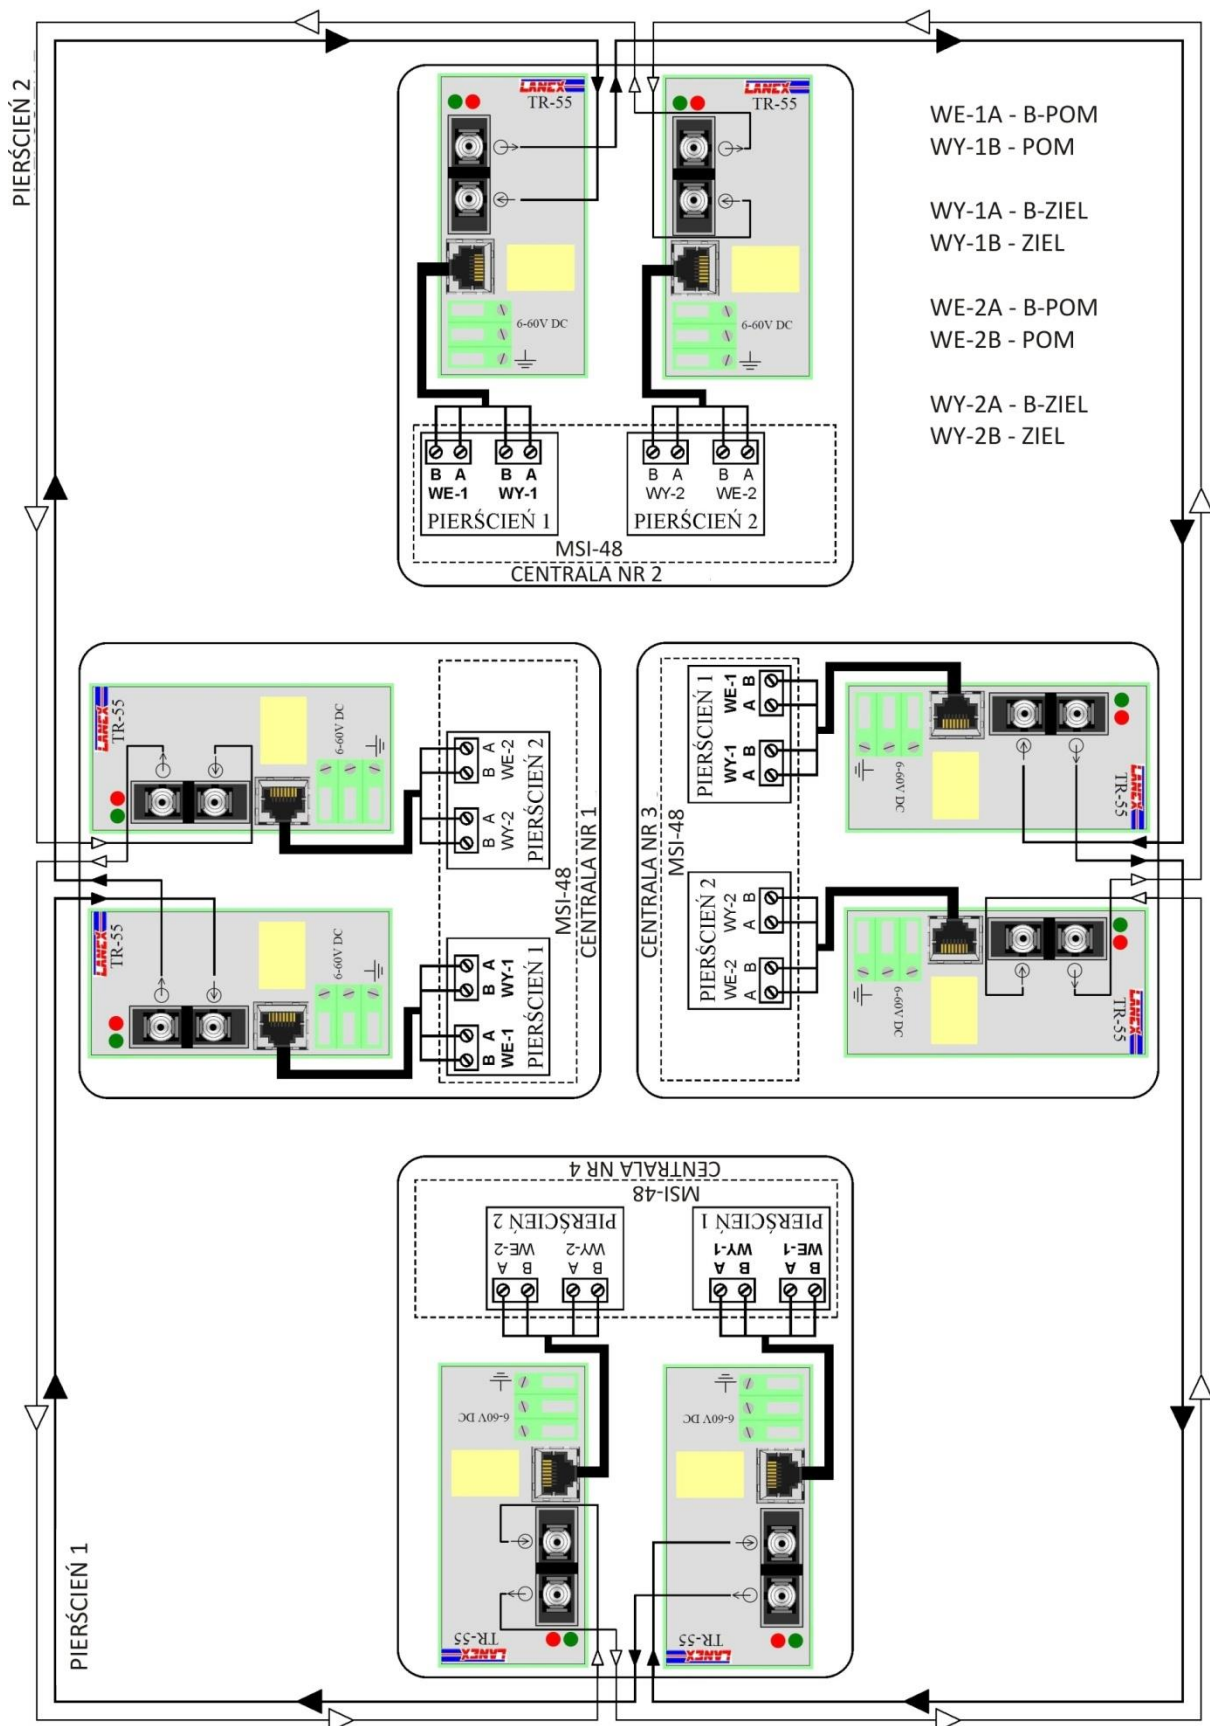 PIERŚCIEŃ 2
LANEX
TR-55
6-60V DC
LANEX
TR-55
6-60V DC
WE-1A - B-POM
WY-1B - POM
WY-1A - B-ZIEL
WY-1B - ZIEL
WE-2A - B-POM
WE-2B - POM
WY-2A - B-ZIEL
WY-2B - ZIEL
B A B A
WE-1 WY-1
PIERŚCIEŃ 1
B A B A
WY-2 WE-2
PIERŚCIEŃ 2
MSI-48
CENTRALA NR 2
LANEX
TR-55
6-60V DC
B A B A
WY-2 WE-2
PIERŚCIEŃ 2
LANEX
TR-55
6-60V DC
B A B A
WE-1 WY-1
PIERŚCIEŃ 1
MSI-48
CENTRALA NR 1
CENTRALA NR 3
MSI-48
PIERŚCIEŃ 1
WY-1 WE-1
A B A B
6-60V DC
TR-55
LANEX
PIERŚCIEŃ 2
WE-2 WY-2
A B A B
6-60V DC
TR-55
LANEX
CENTRALA NR 4
MSI-48
PIERŚCIEŃ 2
WE-2 WY-2
A B A B
PIERŚCIEŃ 1
WY-1 WE-1
A B A B
6-60V DC
TR-55
LANEX
6-60V DC
TR-55
LANEX
PIERŚCIEŃ 1